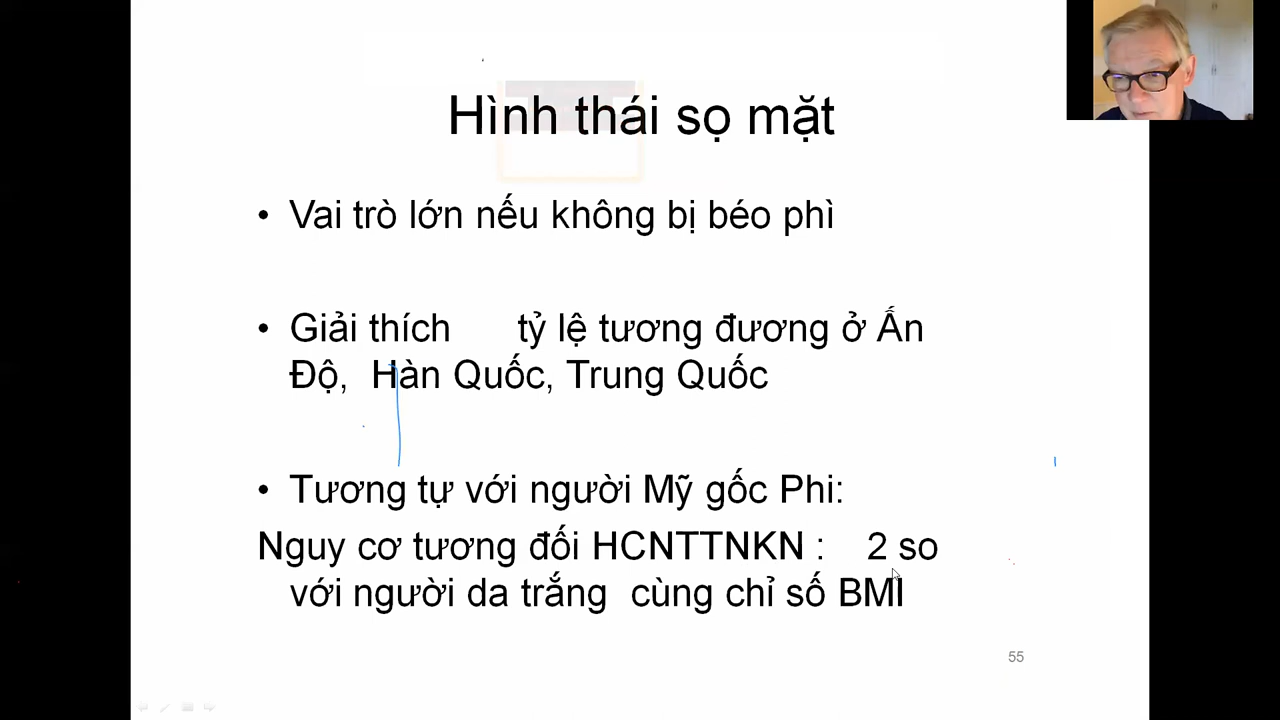 Hình thái sọ mặt
• Vai trò lớn nếu không bị béo phì
• Giải thích tỷ lệ tương đương ở Ấn
Độ, Hàn Quốc, Trung Quốc
• Tương tự với người Mỹ gốc Phi:
Nguy cơ tương đối HCNTTNKN : 2 so
với người da trắng cùng chỉ số BMI
55